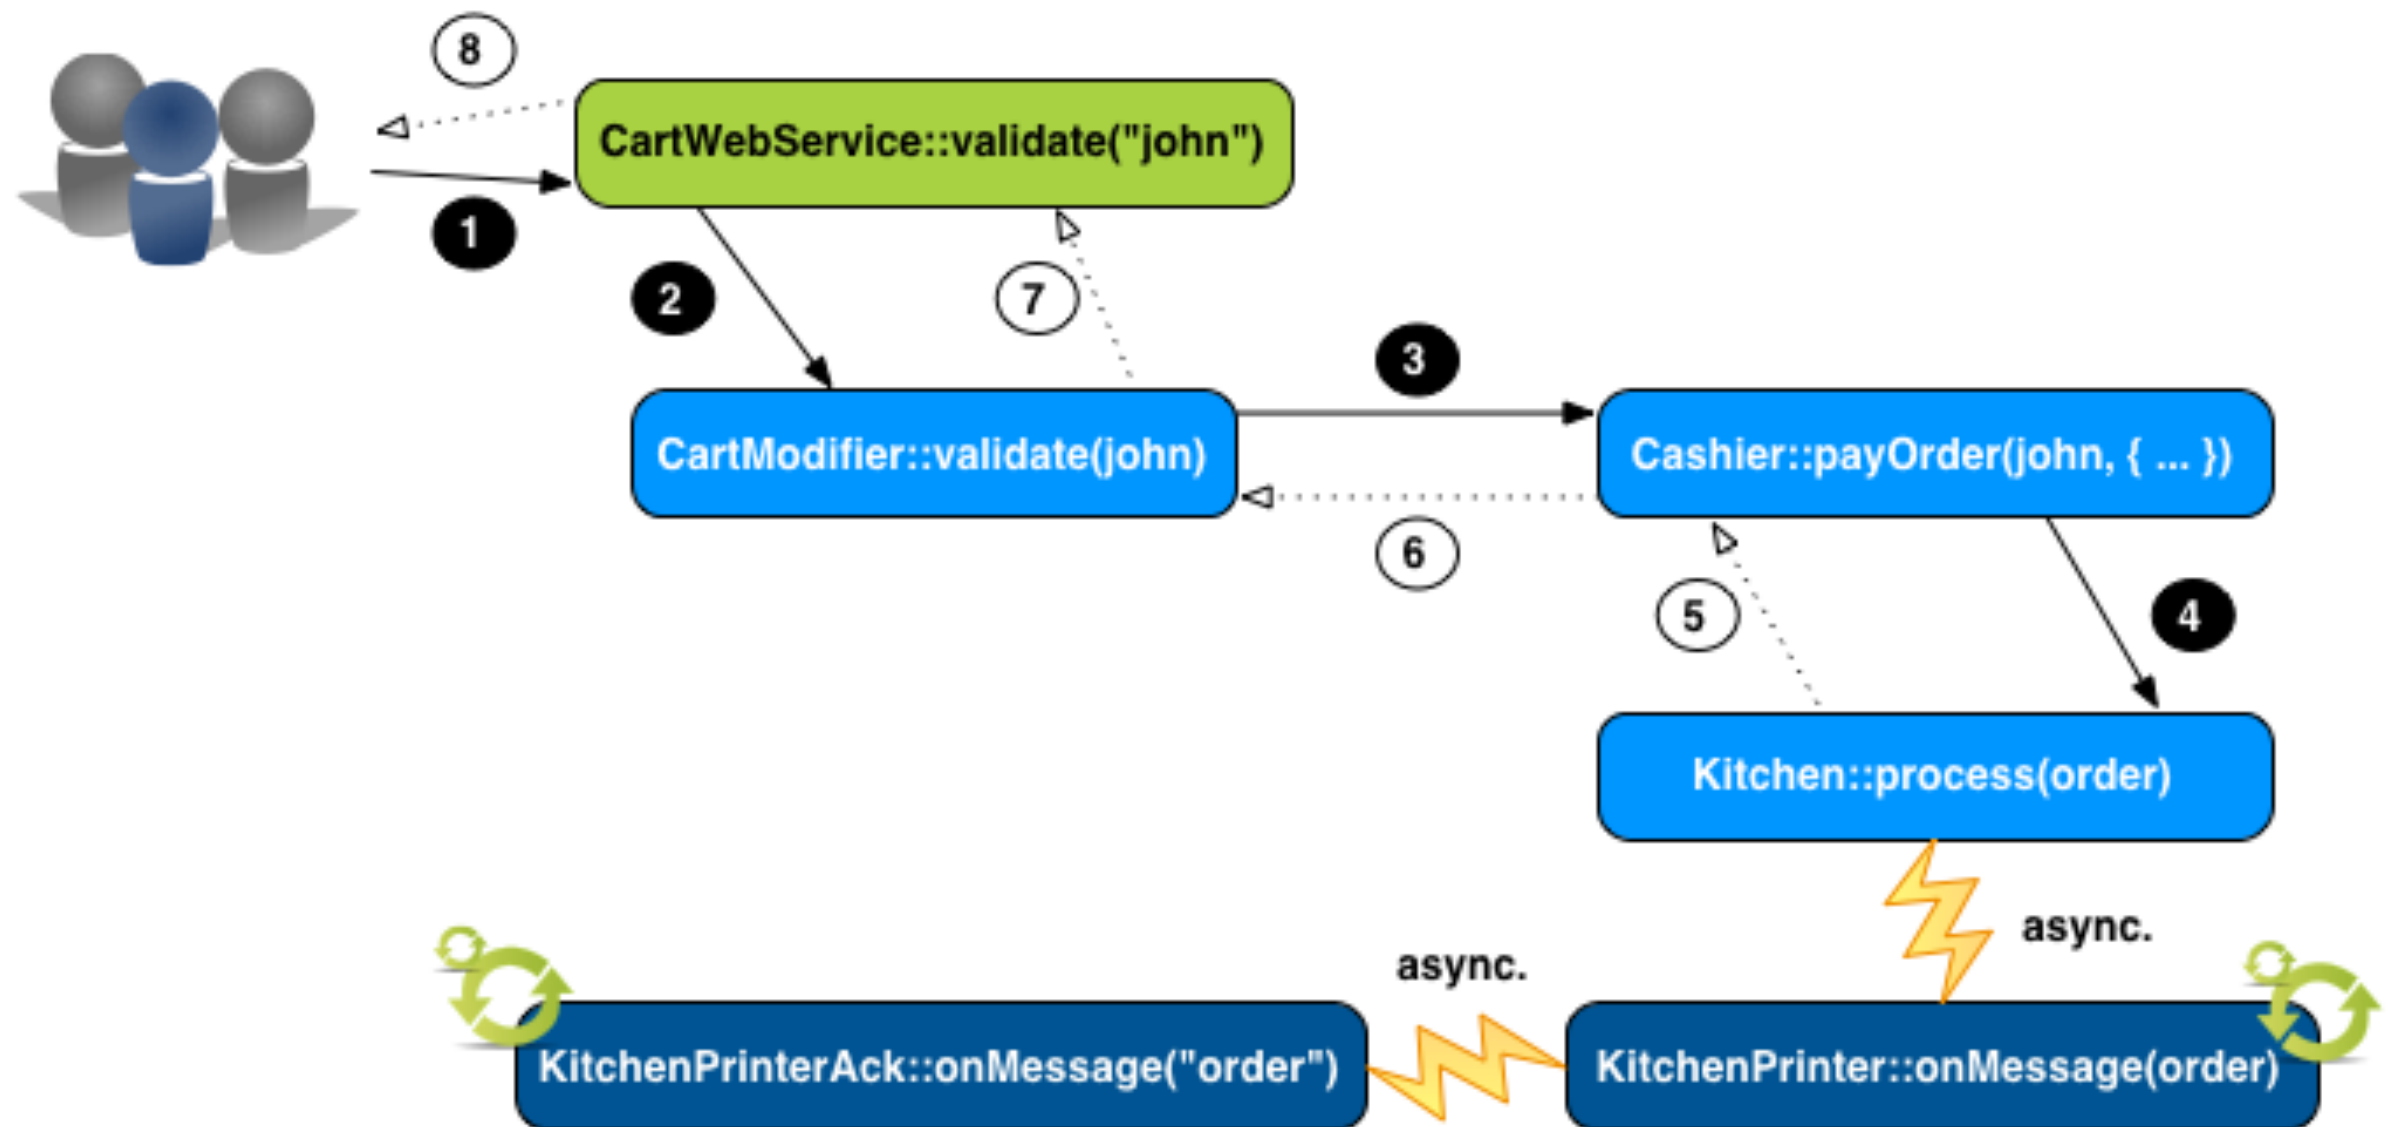 8
CartWebService::validate("john")
1
2
7
3
CartModifier::validate(john)
Cashier::payOrder(john, { ... })
6
5
4
Kitchen::process(order)
async.
async.
KitchenPrinterAck::onMessage("order")
KitchenPrinter::onMessage(order)